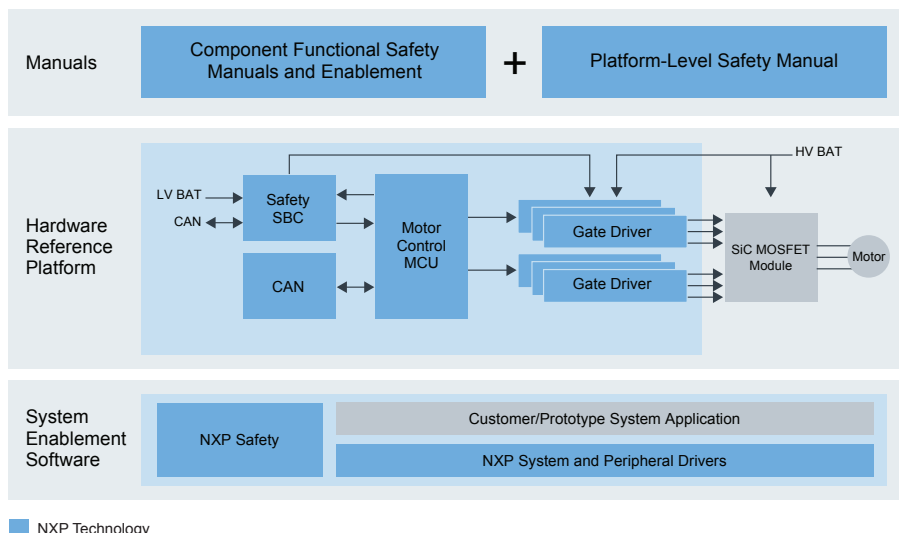 Manuals
Component Functional Safety
Manuals and Enablement
+
Platform-Level Safety Manual
Hardware
Reference
Platform
HV BAT
LV BAT
CAN
Safety
SBC
CAN
Motor
Control
MCU
Gate Driver
Gate Driver
SiC MOSFET
Module
Motor
System
Enablement
Software
NXP Safety
Customer/Prototype System Application
NXP System and Peripheral Drivers
NXP Technology